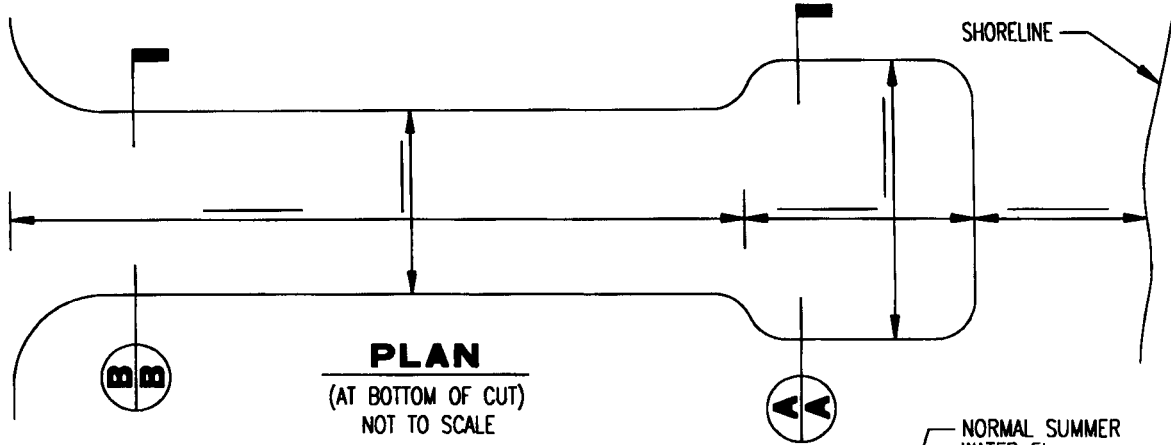 SHORELINE
B B
PLAN
(AT BOTTOM OF CUT)
NOT TO SCALE
A A
NORMAL SUMMER